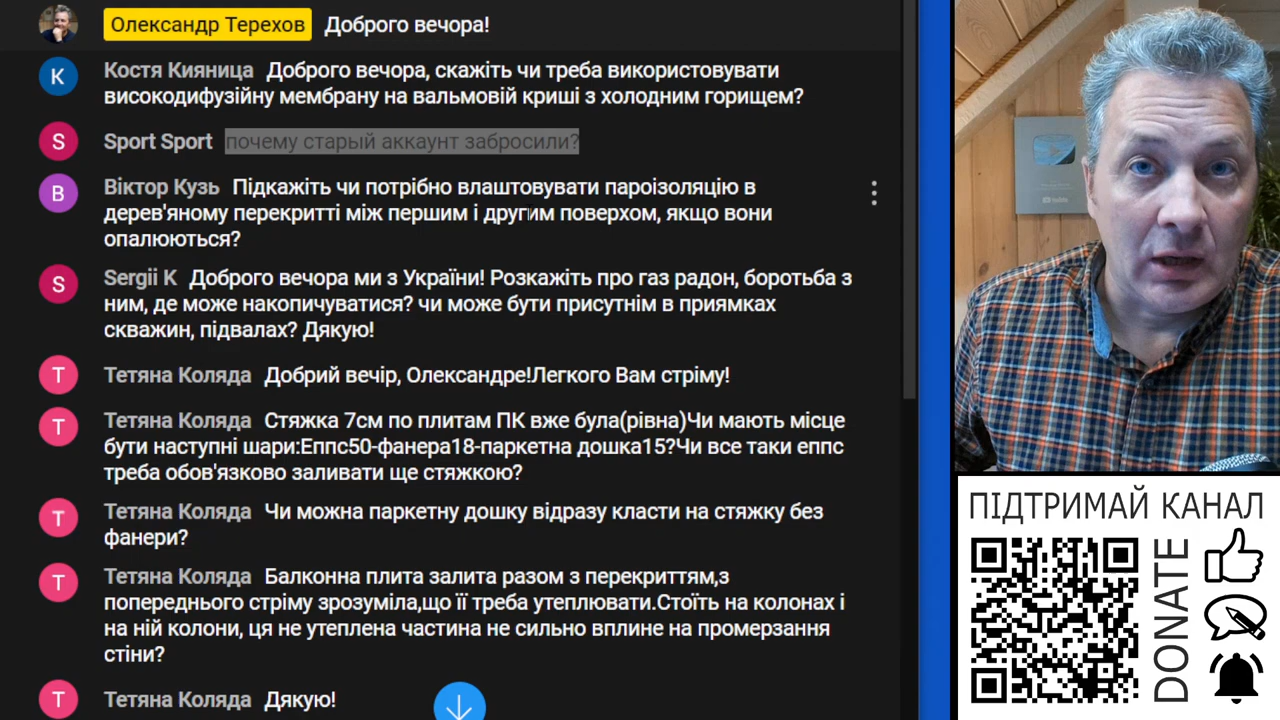 Олександр Терехов Доброго вечора!
K Костя Кияница Доброго вечора, скажіть чи треба використовувати
високодифузійну мембрану на вальмовій криші з холодним горищем?
S Sport Sport почему старый аккаунт забросили?
В Віктор Кузь Підкажіть чи потрібно влаштовувати пароізоляцію в
дерев'яному перекритті між першим і другим поверхом, якщо вони
опалюються?
S Sergii K Доброго вечора ми з України! Розкажіть про газ радон, боротьба з
ним, де може накопичуватися? чи може бути присутнім в приямках
скважин, підвалах? Дякую!
Т Тетяна Коляда Добрий вечір, Олександре!Легкого Вам стріму!
Т Тетяна Коляда Стяжка 7см по плитам ПК вже була(рівна)Чи мають місце
бути наступні шари:Еппс50-фанера18-паркетна дошка15?Чи все таки еппс
треба обов'язково заливати ще стяжкою?
Т Тетяна Коляда Чи можна паркетну дошку відразу класти на стяжку без
фанери?
Т Тетяна Коляда Балконна плита залита разом з перекриттям,з
попереднього стріму зрозуміла,що її треба утеплювати.Стоїть на колонах і
на ній колони, ця не утеплена частина не сильно вплине на промерзання
стіни?
Т Тетяна Коляда Дякую!
ПІДТРИМАЙ КАНАЛ
DONATE